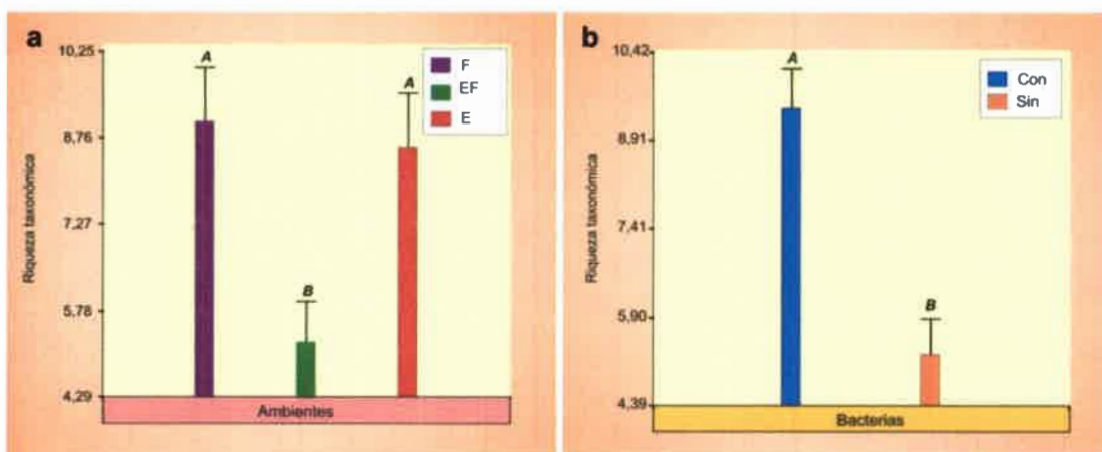 a
10,25
8,76
7,27
5,78
4,29
Riqueza taxonómica
A
B
A
F
EF
E
Ambientes
b
10,42
8,91
7,41
5,90
4,39
Riqueza taxonómica
A
B
Con
Sin
Bacterias